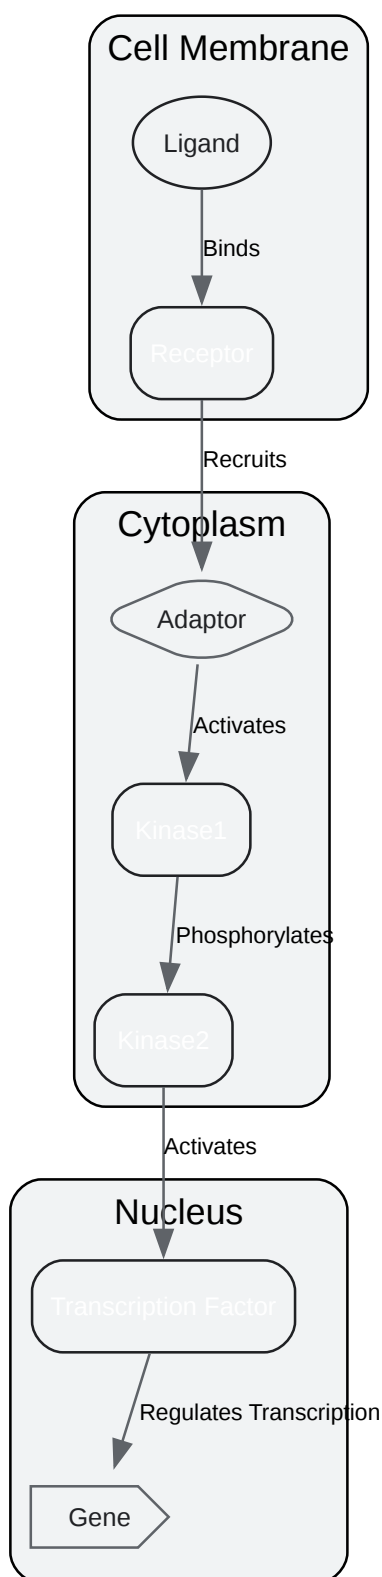 Cell Membrane
Ligand
Binds
Receptor
Recruits
Cytoplasm
Adaptor
Activates
Kinase1
Phosphorylates
Kinase2
Activates
Nucleus
Transcription Factor
Regulates Transcription
Gene